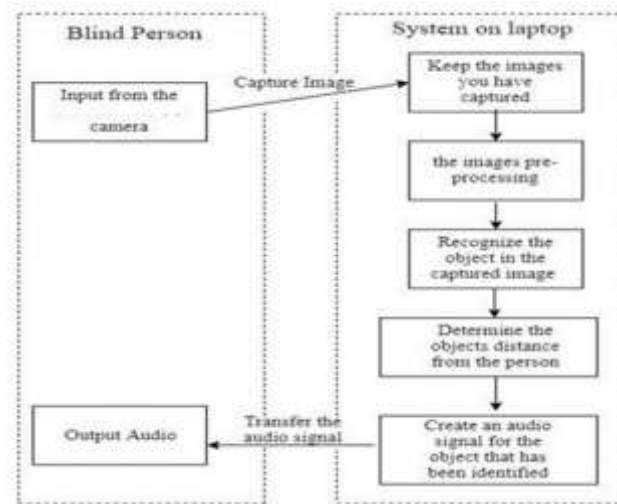 Blind Person
System on laptop
Input from the
camera
Capture Image
Keep the images
you have
captured
the images pre-
processing
Recognize the
object in the
captured image
Determine the
objects distance
from the person
Create an audio
signal for the
object that has
been identified
Transfer the
audio signal
Output Audio